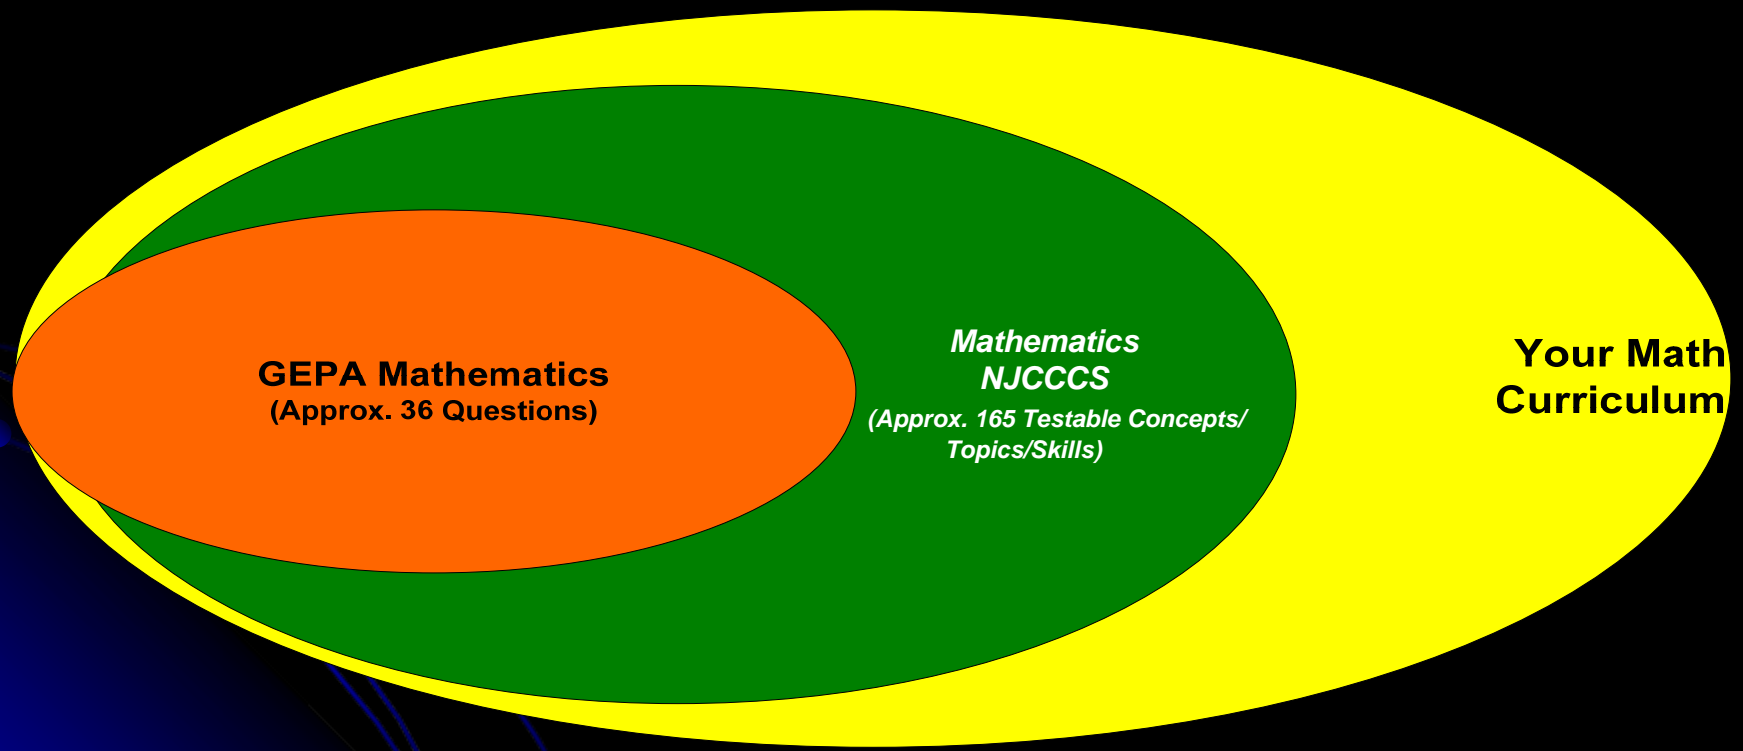 GEPA Mathematics
(Approx. 36 Questions)
Mathematics
NJCCCS
(Approx. 165 Testable Concepts/
Topics/Skills)
Your Math
Curriculum